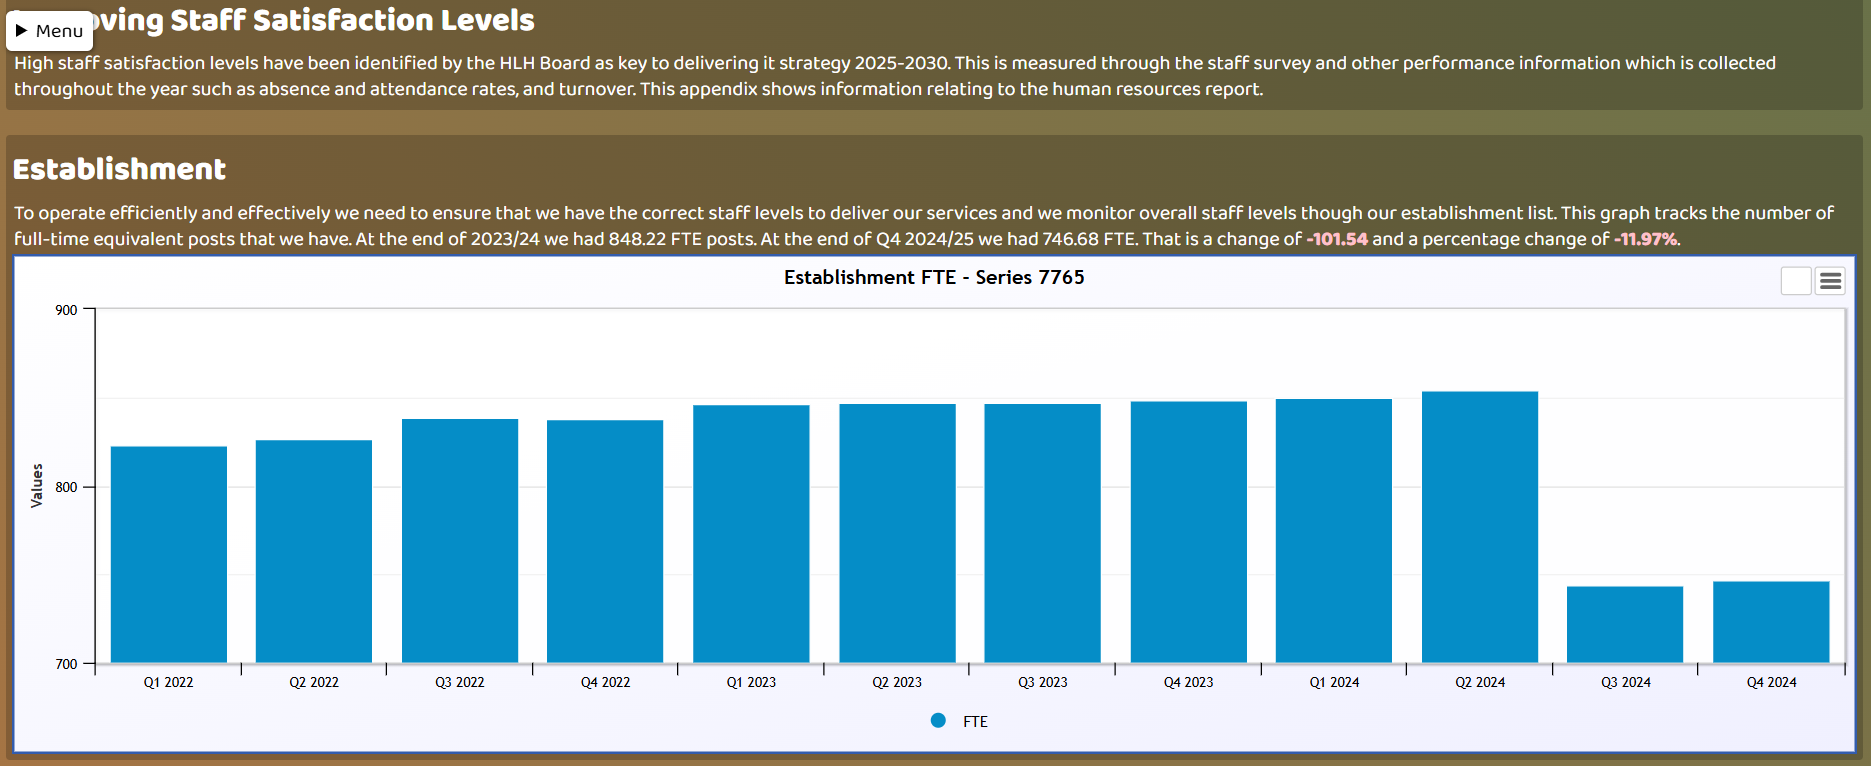 Menu
oving Staff Satisfaction Levels
High staff satisfaction levels have been identified by the HLH Board as key to delivering it strategy 2025-2030. This is measured through the staff survey and other performance information which is collected
throughout the year such as absence and attendance rates, and turnover. This appendix shows information relating to the human resources report.
Establishment
To operate efficiently and effectively we need to ensure that we have the correct staff levels to deliver our services and we monitor overall staff levels though our establishment list. This graph tracks the number of
full-time equivalent posts that we have. At the end of 2023/24 we had 848.22 FTE posts. At the end of Q4 2024/25 we had 746.68 FTE. That is a change of -101.54 and a percentage change of -11.97%.
Establishment FTE - Series 7765
900
800
700
Values
Q1 2022 Q2 2022 Q3 2022 Q4 2022 Q1 2023 Q2 2023 Q3 2023 Q4 2023 Q1 2024 Q2 2024 Q3 2024 Q4 2024
FTE